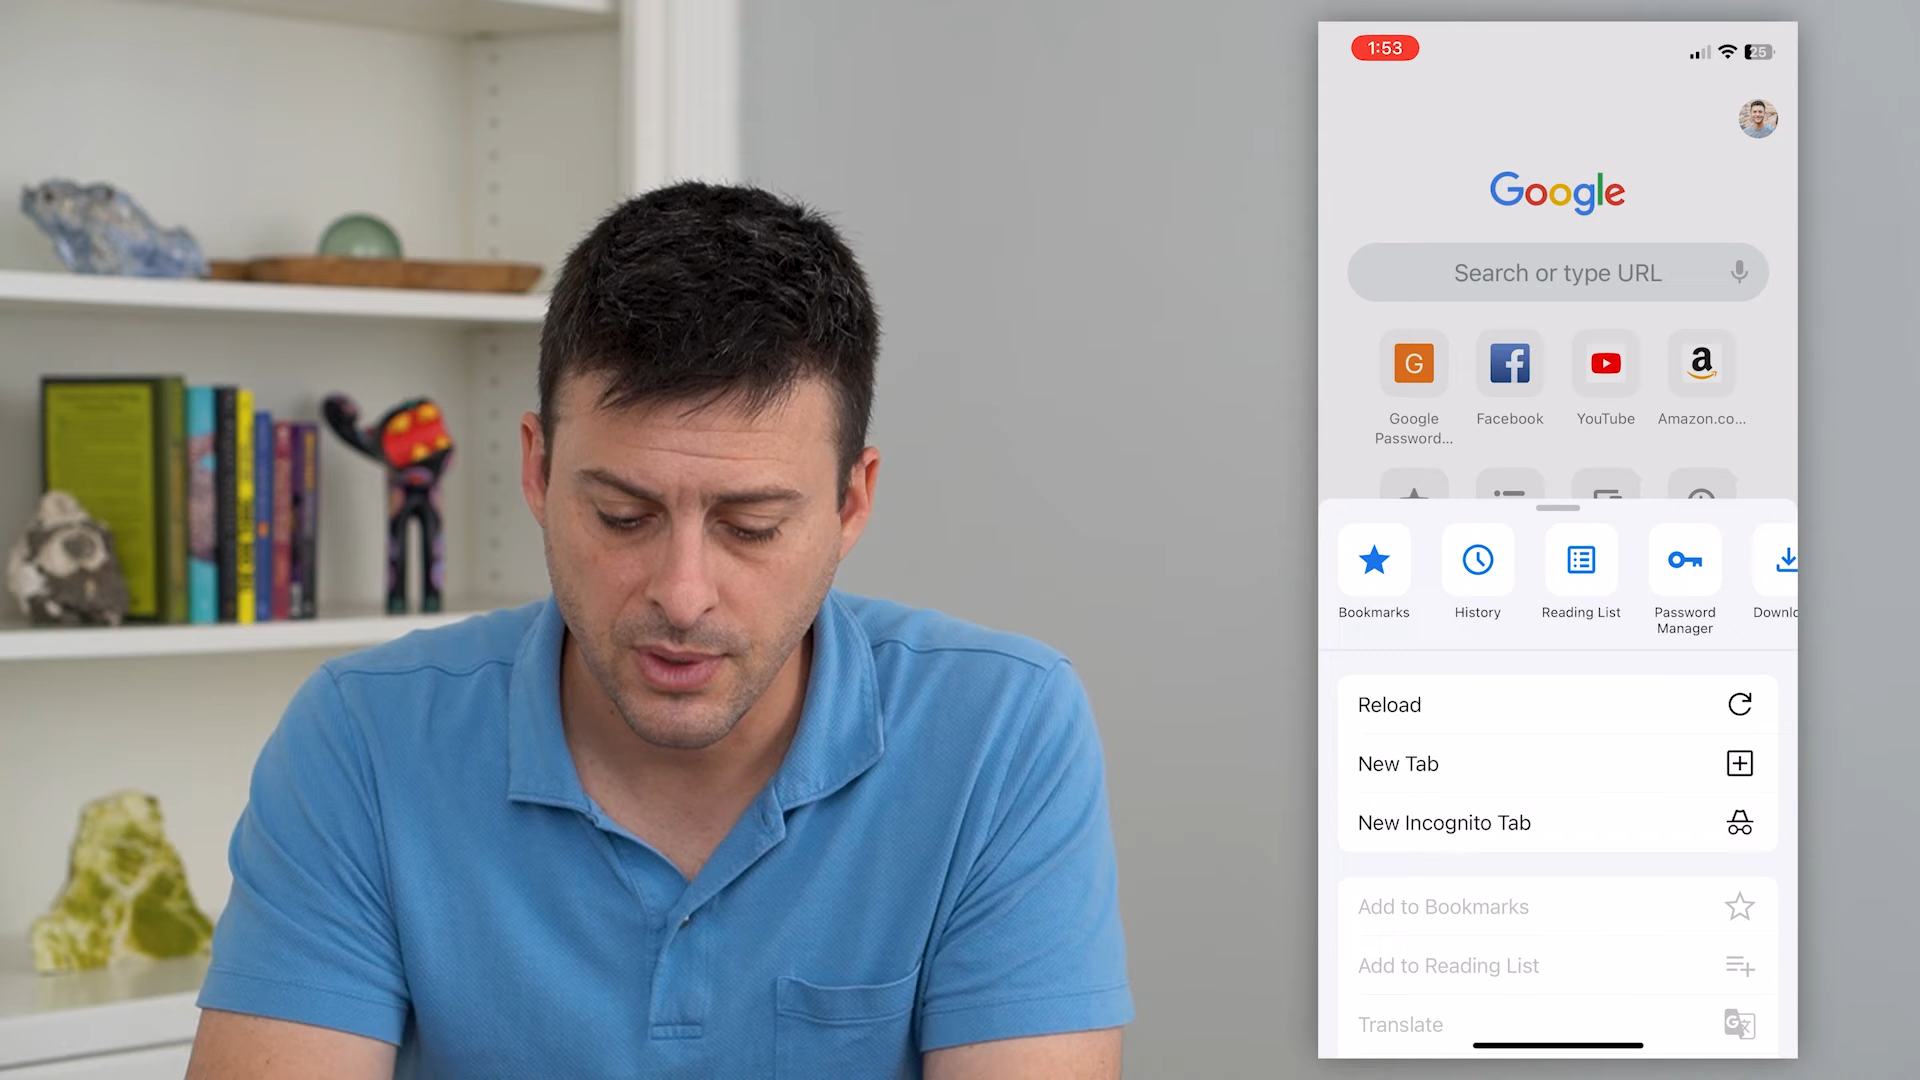 1:53
25
Google
Search or type URL
G
a
Google
Password...
Facebook
YouTube
Amazon.co...
Bookmarks
History
Reading List
Password
Manager
Downlo
Reload
New Tab
New Incognito Tab
Add to Bookmarks
Add to Reading List
Translate